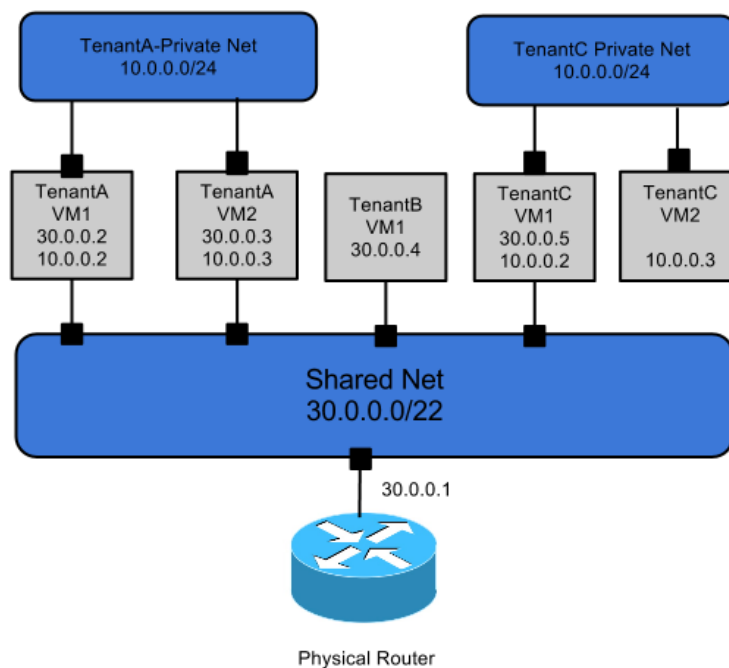 TenantA-Private Net
10.0.0.0/24
TenantC Private Net
10.0.0.0/24
TenantA
VM1
30.0.0.2
10.0.0.2
TenantA
VM2
30.0.0.3
10.0.0.3
TenantB
VM1
30.0.0.4
TenantC
VM1
30.0.0.5
10.0.0.2
TenantC
VM2
10.0.0.3
Shared Net
30.0.0.0/22
30.0.0.1
Physical Router